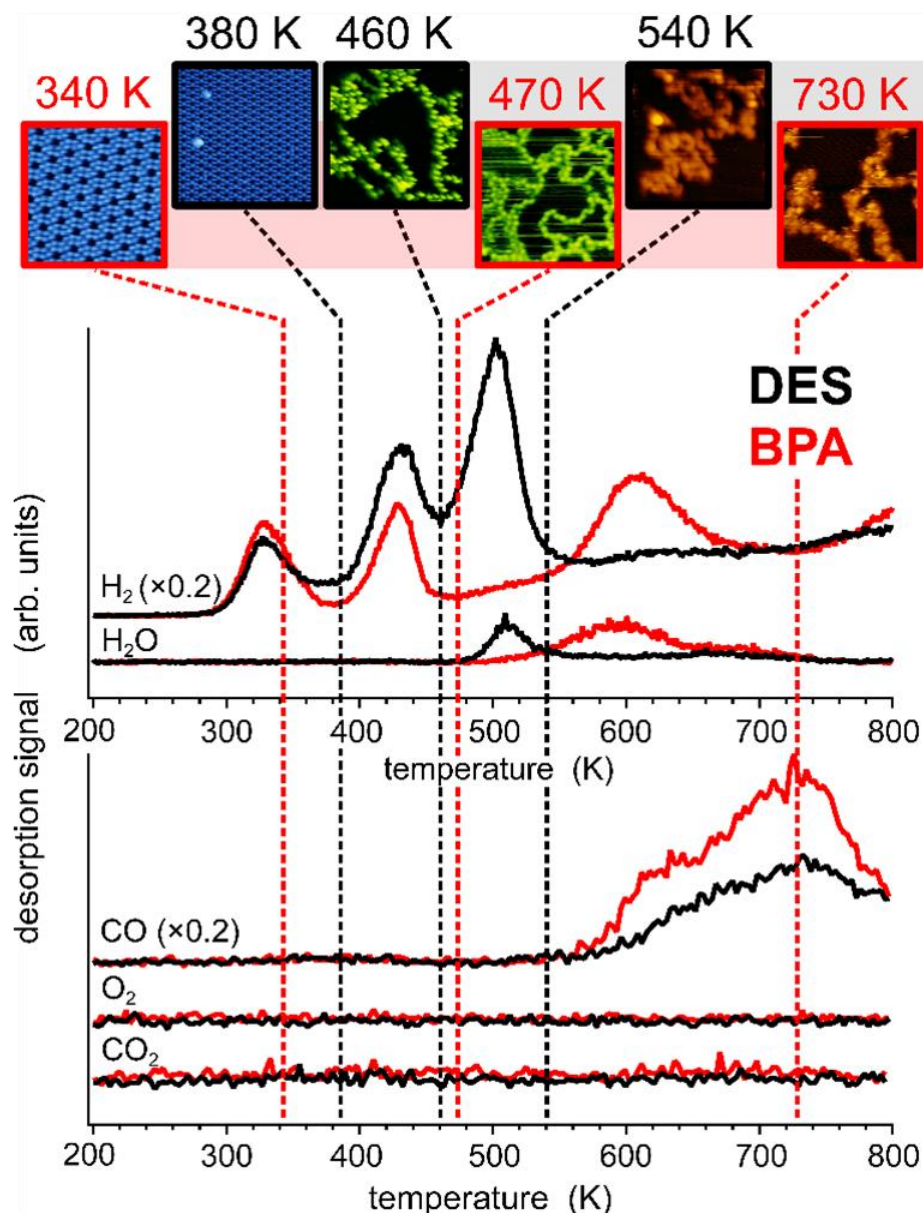 380 K 460 K 540 K
340 K 470 K 730 K
DES
BPA
H₂ (×0.2)
H₂O
200 300 400 500 600 700 800
temperature (K)
desorption signal (arb. units)
CO (×0.2)
O₂
CO₂
200 300 400 500 600 700 800
temperature (K)